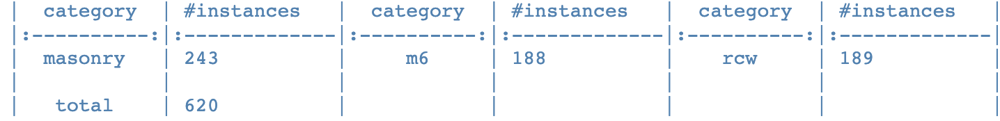 | category | #instances | category | #instances | category | #instances |
|:----------:|:-------------|:----------:|:-------------|:----------:|:-------------|
| masonry | 243 | m6 | 188 | rcw | 189 |
| | | | | | |
| total | 620 | | | | |